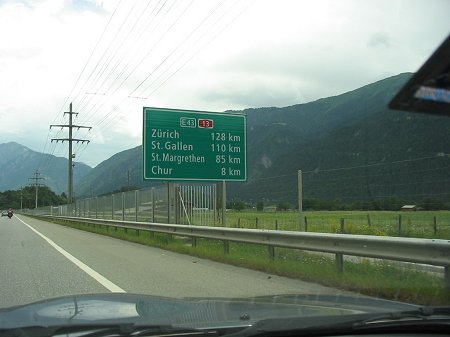 E43 13
Zürich 128 km
St. Gallen 110 km
St. Margrethen 85 km
Chur 8 km